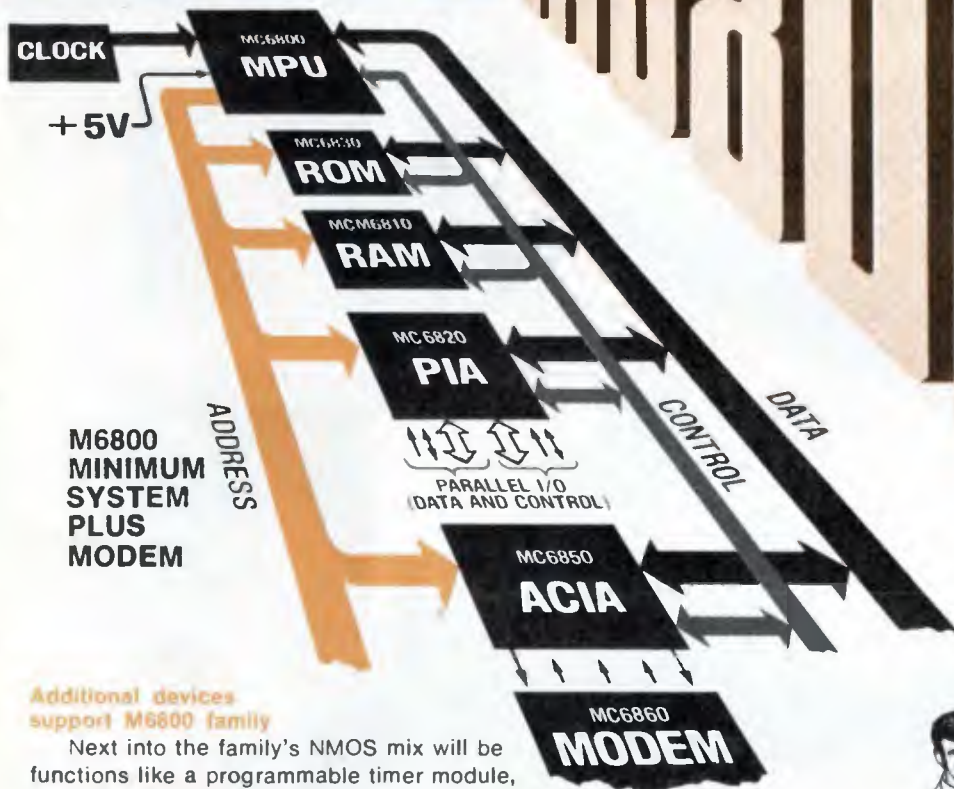 CLOCK
MC6800
MPU
+5V
MC6830
ROM
MCM6810
RAM
MC6820
PIA
ADDRESS
CONTROL
DATA
M6800
MINIMUM
SYSTEM
PLUS
MODEM
PARALLEL I/O
(DATA AND CONTROL)
MC6850
ACIA
MC6860
MODEM
Additional devices
support M6800 family
Next into the family's NMOS mix will be
functions like a programmable timer module,